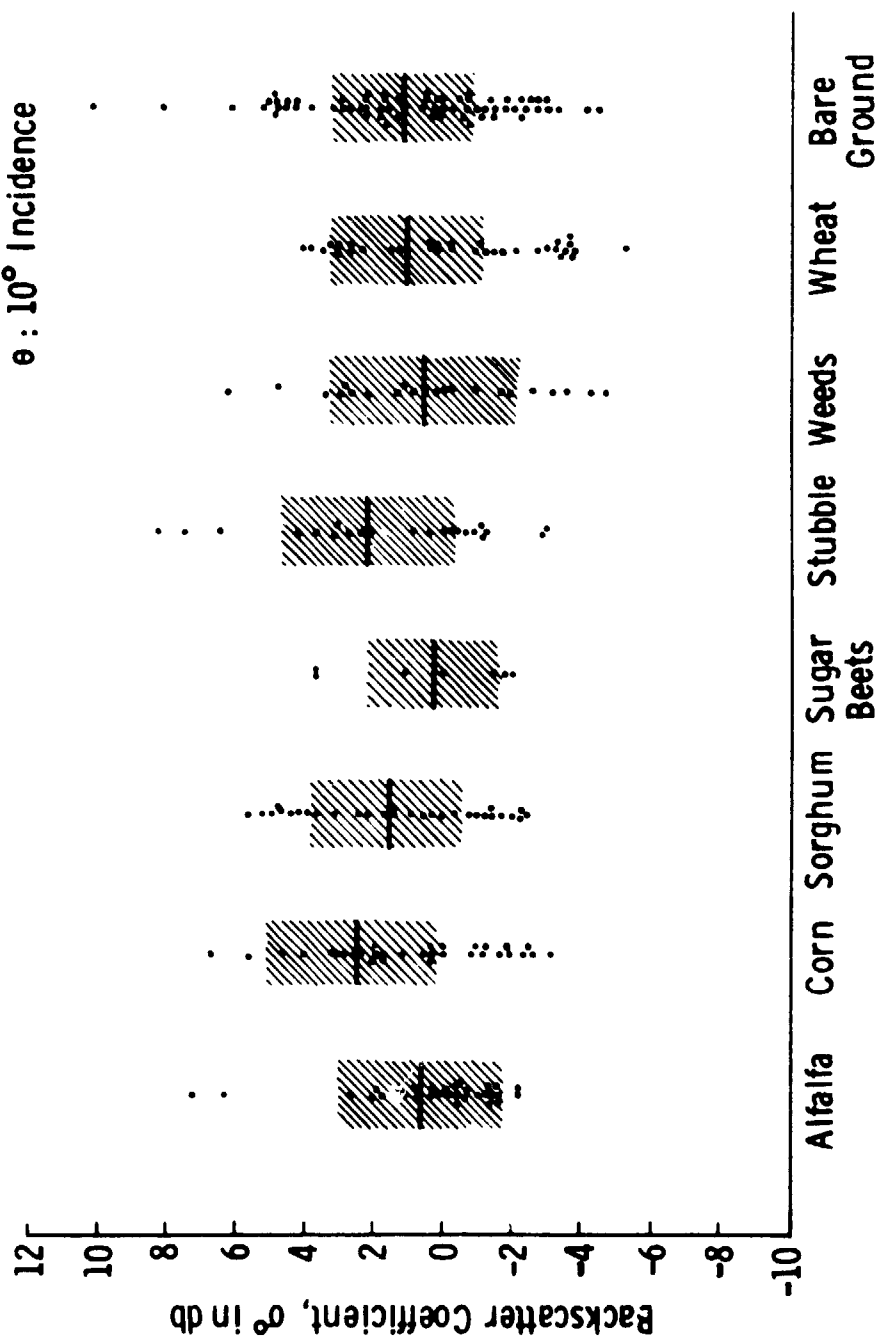 θ : 10° Incidence
Backscatter Coefficient, σ° in db
12
10
8
6
4
2
0
-2
-4
-6
-8
-10
Alfalfa
Corn
Sorghum
Sugar
Beets
Stubble
Weeds
Wheat
Bare
Ground